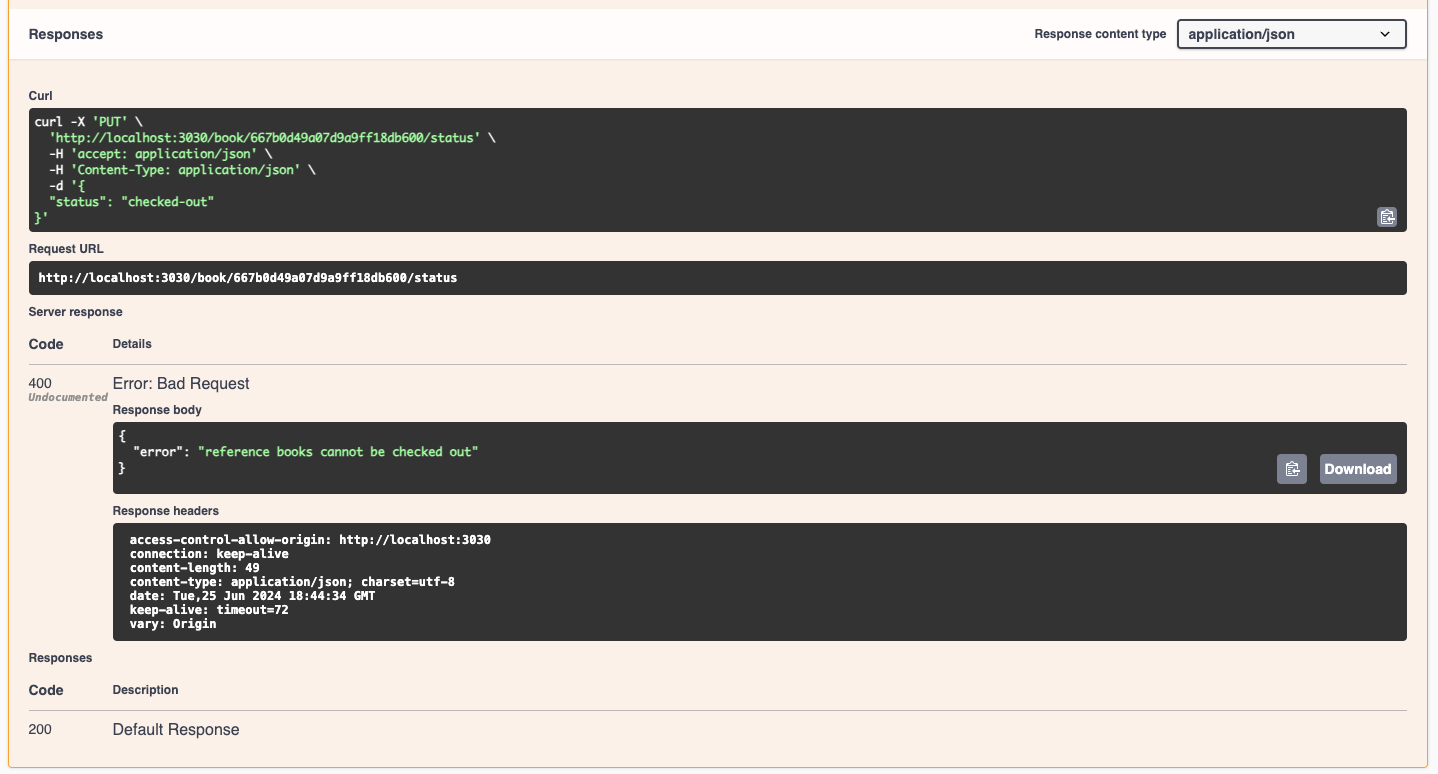 Responses
Response content type
application/json
Curl
curl -X 'PUT' \
  'http://localhost:3030/book/667b0d49a07d9a9ff18db600/status' \
  -H 'accept: application/json' \
  -H 'Content-Type: application/json' \
  -d '{
  "status": "checked-out"
}'
Request URL
http://localhost:3030/book/667b0d49a07d9a9ff18db600/status
Server response
Code Details
400 Error: Bad Request
Undocumented
Response body
{
  "error": "reference books cannot be checked out"
}
Download
Response headers
access-control-allow-origin: http://localhost:3030
connection: keep-alive
content-length: 49
content-type: application/json; charset=utf-8
date: Tue,25 Jun 2024 18:44:34 GMT
keep-alive: timeout=72
vary: Origin
Responses
Code Description
200 Default Response